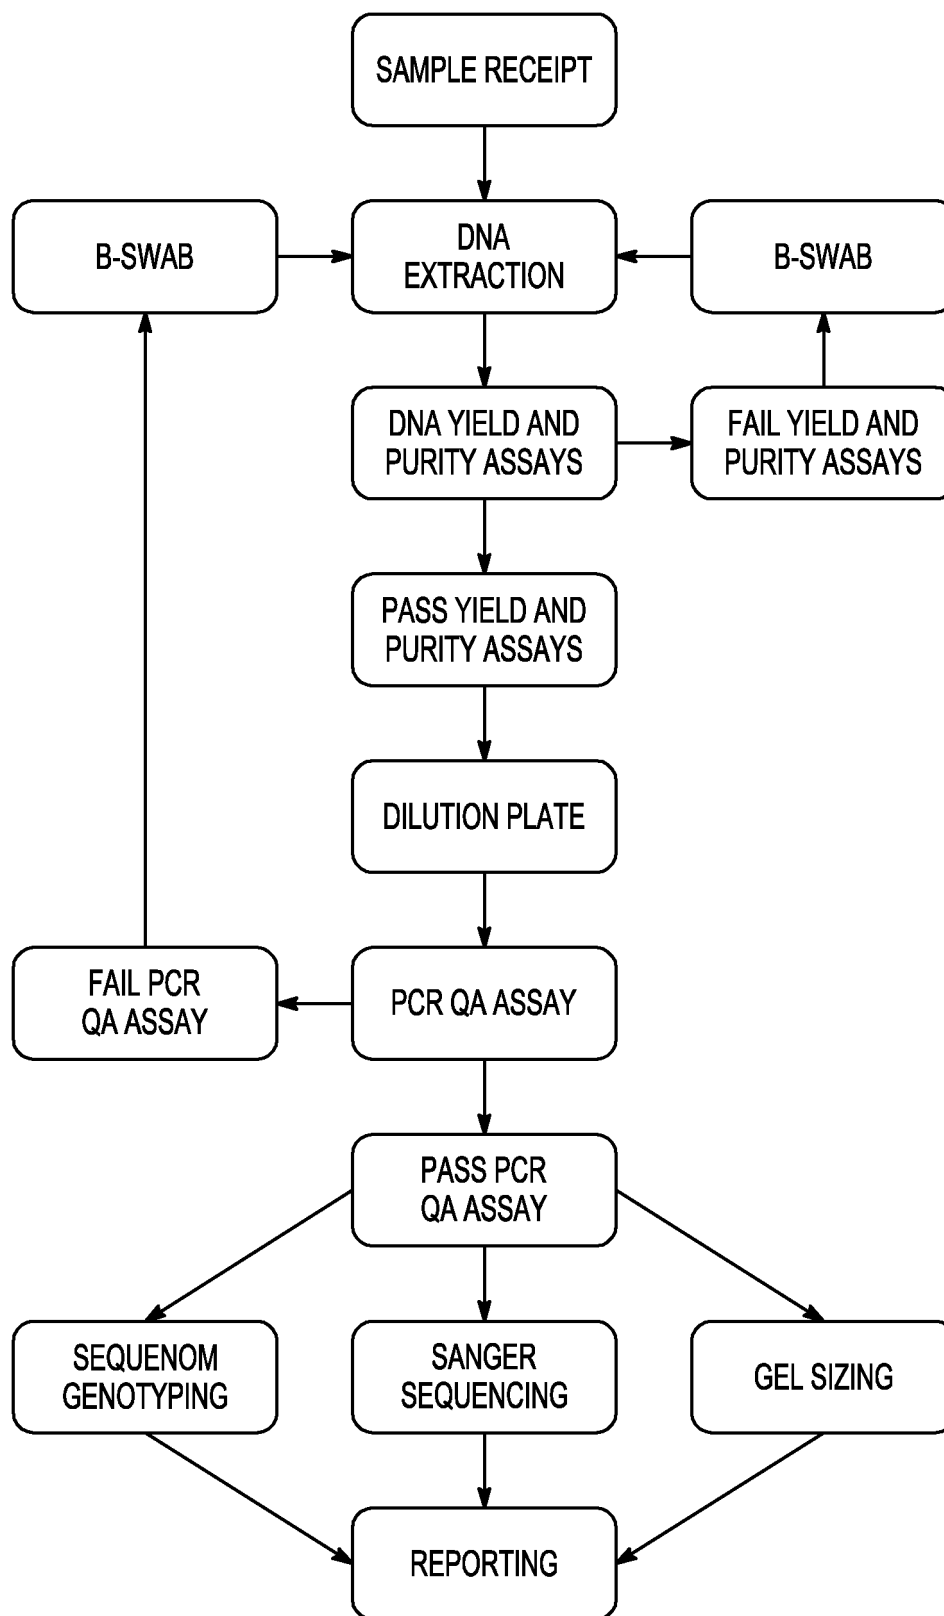 SAMPLE RECEIPT
B-SWAB
DNA
EXTRACTION
B-SWAB
DNA YIELD AND
PURITY ASSAYS
FAIL YIELD AND
PURITY ASSAYS
PASS YIELD AND
PURITY ASSAYS
DILUTION PLATE
FAIL PCR
QA ASSAY
PCR QA ASSAY
PASS PCR
QA ASSAY
SEQUENOM
GENOTYPING
SANGER
SEQUENCING
GEL SIZING
REPORTING